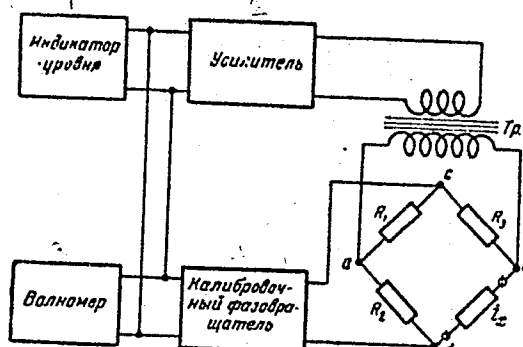 Индикатор
уровня
Усилитель
Тр.
c
R₁
R₃
a
R₂
Волномер
Калибровоч-
ный фазовра-
щатель